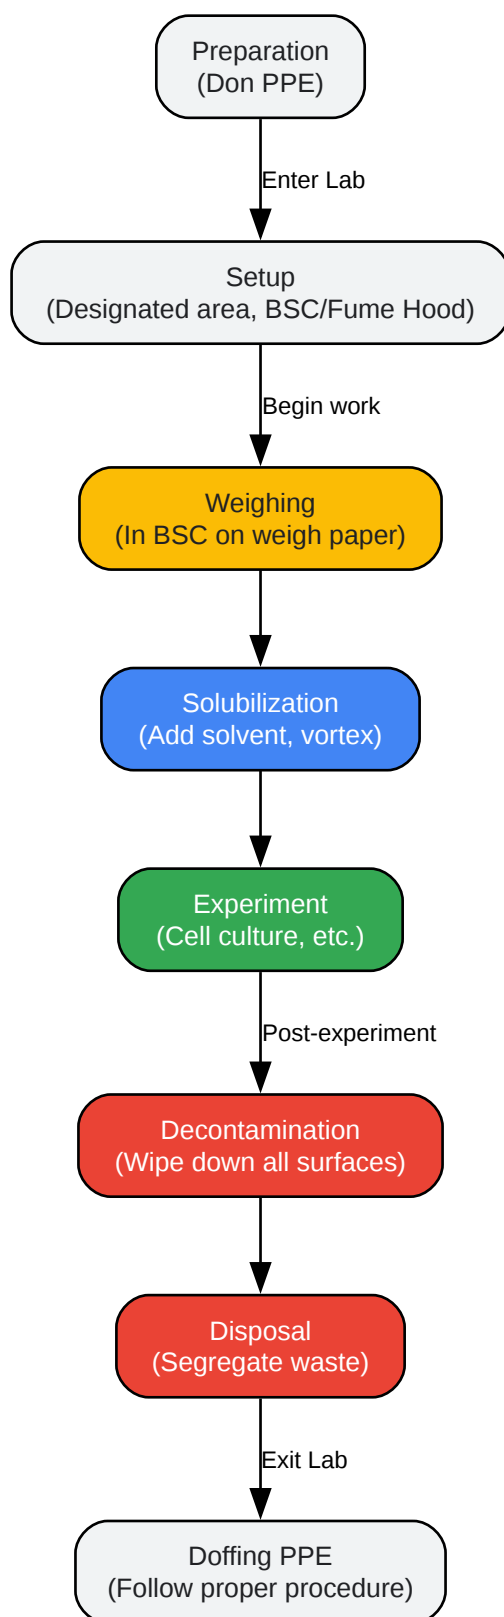 Preparation
(Don PPE)
Enter Lab
Setup
(Designated area, BSC/Fume Hood)
Begin work
Weighing
(In BSC on weigh paper)
Solubilization
(Add solvent, vortex)
Experiment
(Cell culture, etc.)
Post-experiment
Decontamination
(Wipe down all surfaces)
Disposal
(Segregate waste)
Exit Lab
Doffing PPE
(Follow proper procedure)